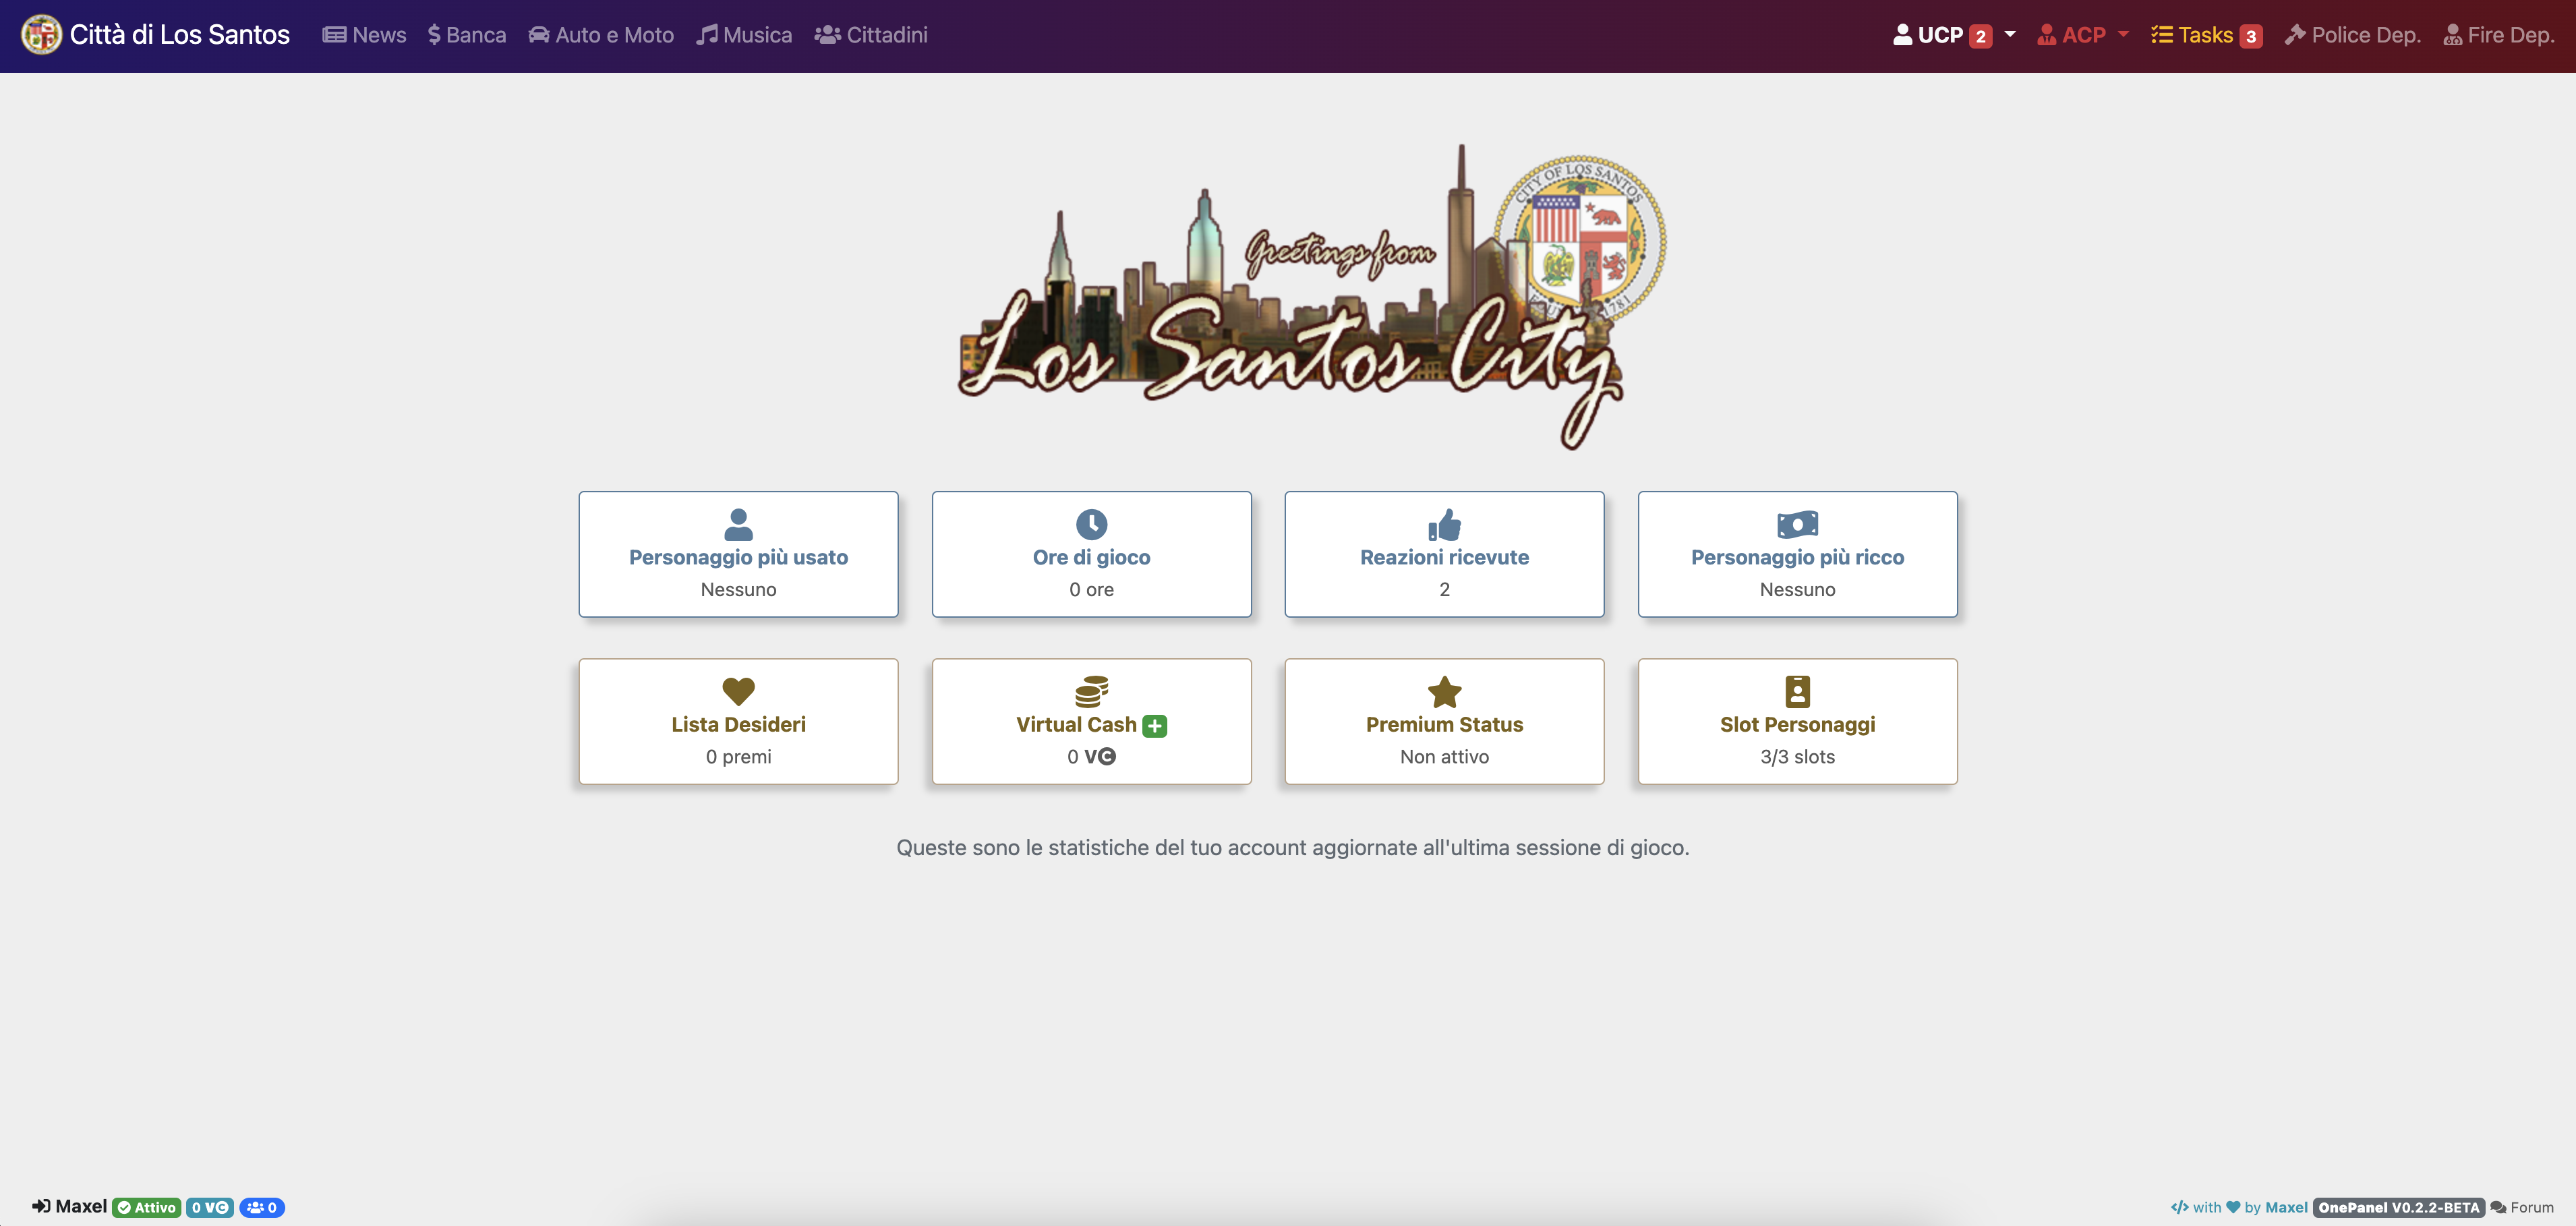 Città di Los Santos News Banca Auto e Moto Musica Cittadini UCP 2 ACP Tasks 3 Police Dep. Fire Dep.
CITY OF LOS SANTOS
Greetings from
Los Santos City
1781
Personaggio più usato
Nessuno
Ore di gioco
0 ore
Reazioni ricevute
2
Personaggio più ricco
Nessuno
Lista Desideri
0 premi
Virtual Cash
0 VC
Premium Status
Non attivo
Slot Personaggi
3/3 slots
Queste sono le statistiche del tuo account aggiornate all'ultima sessione di gioco.
Maxel Attivo 0 VC 0
</> with by Maxel OnePanel V0.2.2-BETA Forum